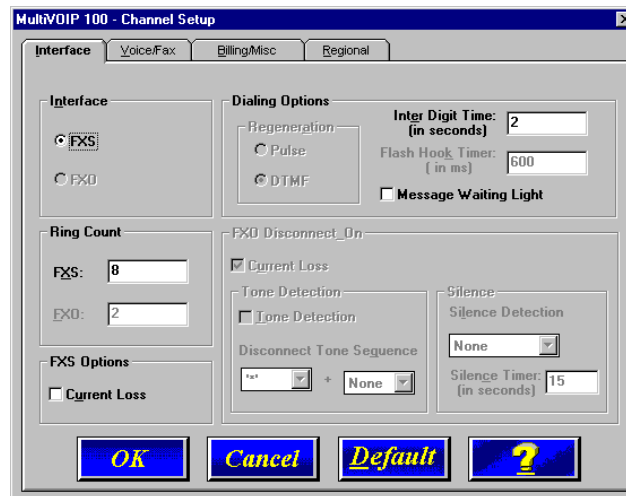 MultiVOIP 100 - Channel Setup
Interface
Voice/Fax
Billing/Misc
Regional
Interface
FXS
FXO
Dialing Options
Regeneration
Pulse
DTMF
Inter Digit Time:
(in seconds)
2
Flash Hook Timer:
( in ms)
600
Message Waiting Light
Ring Count
FXS:
8
FXO:
2
FXS Options
Current Loss
FXO Disconnect_On
Current Loss
Tone Detection
Tone Detection
Disconnect Tone Sequence
'*'
+
None
Silence
Silence Detection
None
Silence Timer:
(in seconds)
15
OK
Cancel
Default
?